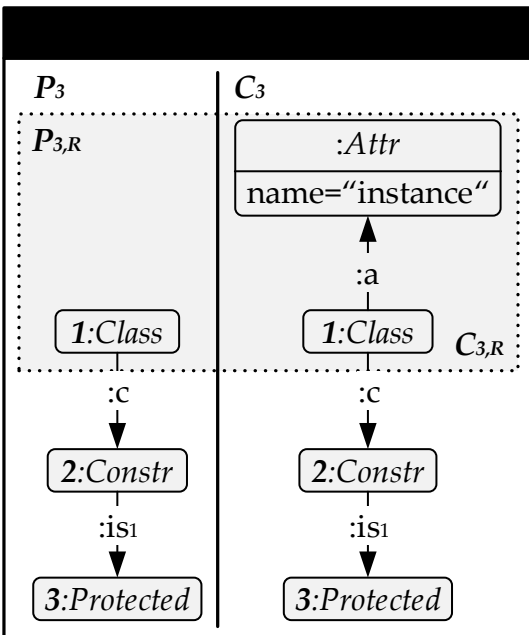 P3 C3
P3,R
:Attr
name=“instance“
:a
1:Class 1:Class
C3,R
:c :c
2:Constr 2:Constr
:is1 :is1
3:Protected 3:Protected